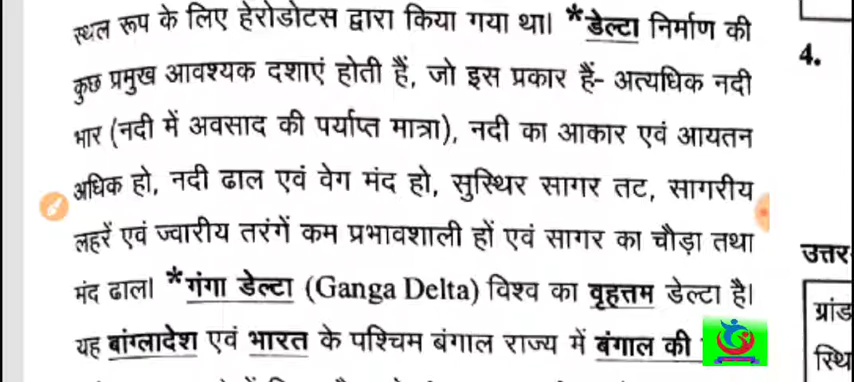 स्थल रूप के लिए हेरोडोटस द्वारा किया गया था। *डेल्टा निर्माण की
कुछ प्रमुख आवश्यक दशाएं होती हैं, जो इस प्रकार हैं- अत्यधिक नदी
भार (नदी में अवसाद की पर्याप्त मात्रा), नदी का आकार एवं आयतन
अधिक हो, नदी ढाल एवं वेग मंद हो, सुस्थिर सागर तट, सागरीय
लहरें एवं ज्वारीय तरंगें कम प्रभावशाली हों एवं सागर का चौड़ा तथा
मंद ढाल। *गंगा डेल्टा (Ganga Delta) विश्व का वृहत्तम डेल्टा है।
यह बांग्लादेश एवं भारत के पश्चिम बंगाल राज्य में बंगाल की
4.
उत्तर
ग्रांड
स्थि